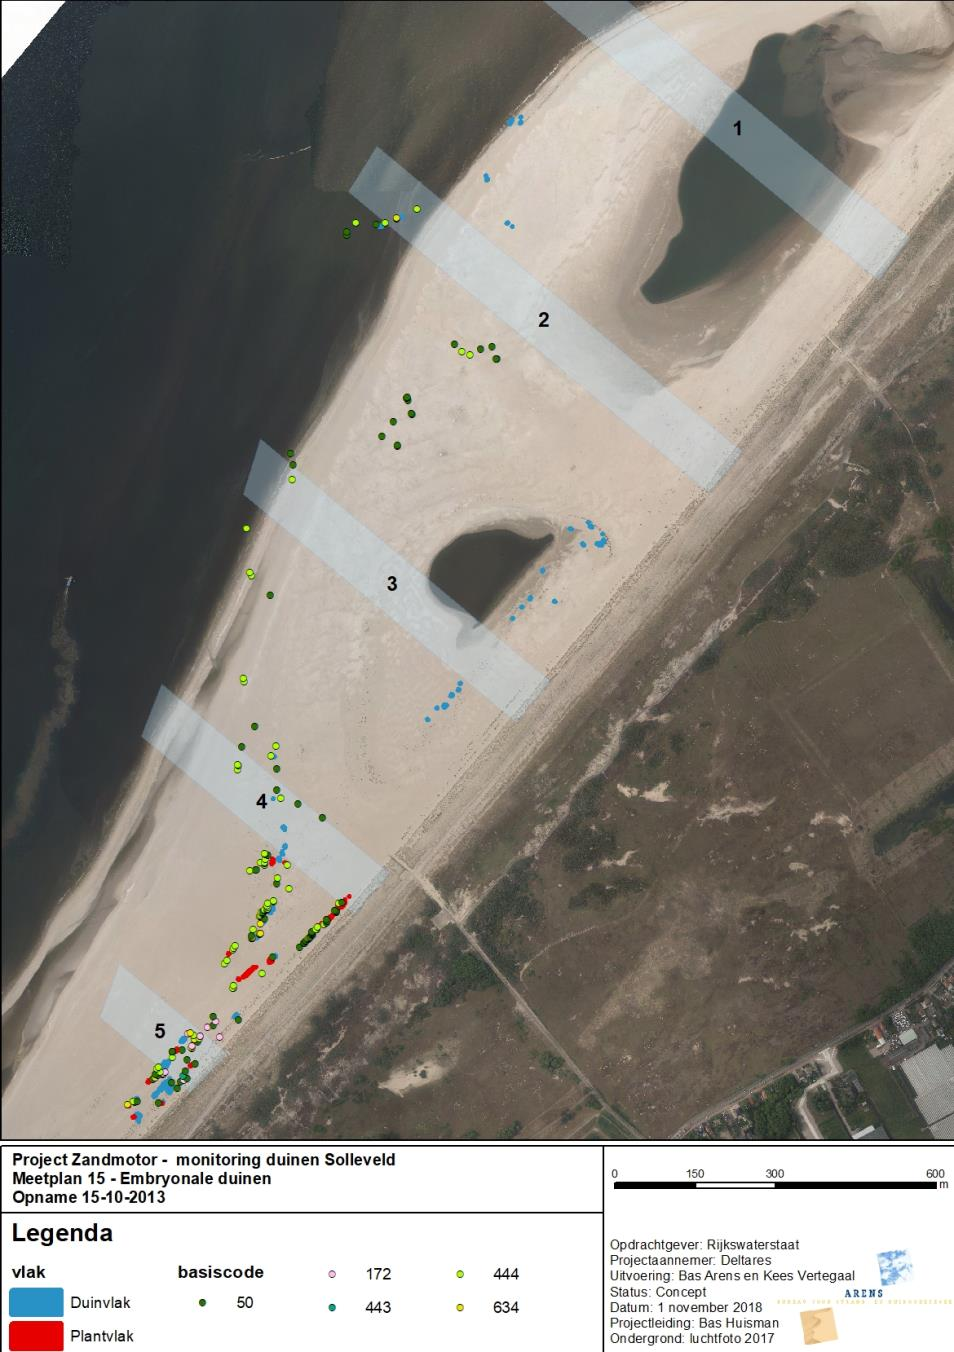 1
2
3
4
5
Project Zandmotor - monitoring duinen Solleveld
Meetplan 15 - Embryonale duinen
Opname 15-10-2013
Legenda
vlak
Duinvlak
Plantvlak
basiscode
50
172
443
444
634
0 150 300 600
m
Opdrachtgever: Rijkswaterstaat
Projectaannemer: Deltares
Uitvoering: Bas Arens en Kees Vertegaal
Status: Concept
Datum: 1 november 2018
Projectleiding: Bas Huisman
Ondergrond: luchtfoto 2017
ARENS